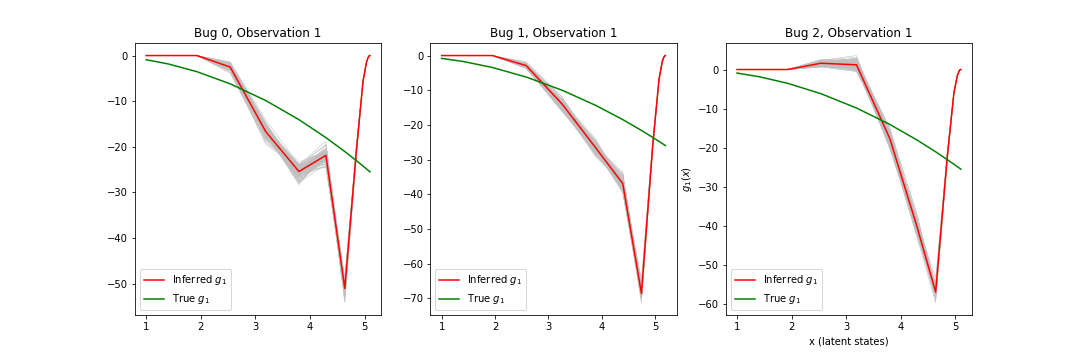 Bug 0, Observation 1
0
−10
−20
−30
−40
−50
1 2 3 4 5
Inferred g₁
True g₁
Bug 1, Observation 1
0
−10
−20
−30
−40
−50
−60
−70
1 2 3 4 5
Inferred g₁
True g₁
Bug 2, Observation 1
g₁(x)
0
−10
−20
−30
−40
−50
−60
1 2 3 4 5
x (latent states)
Inferred g₁
True g₁